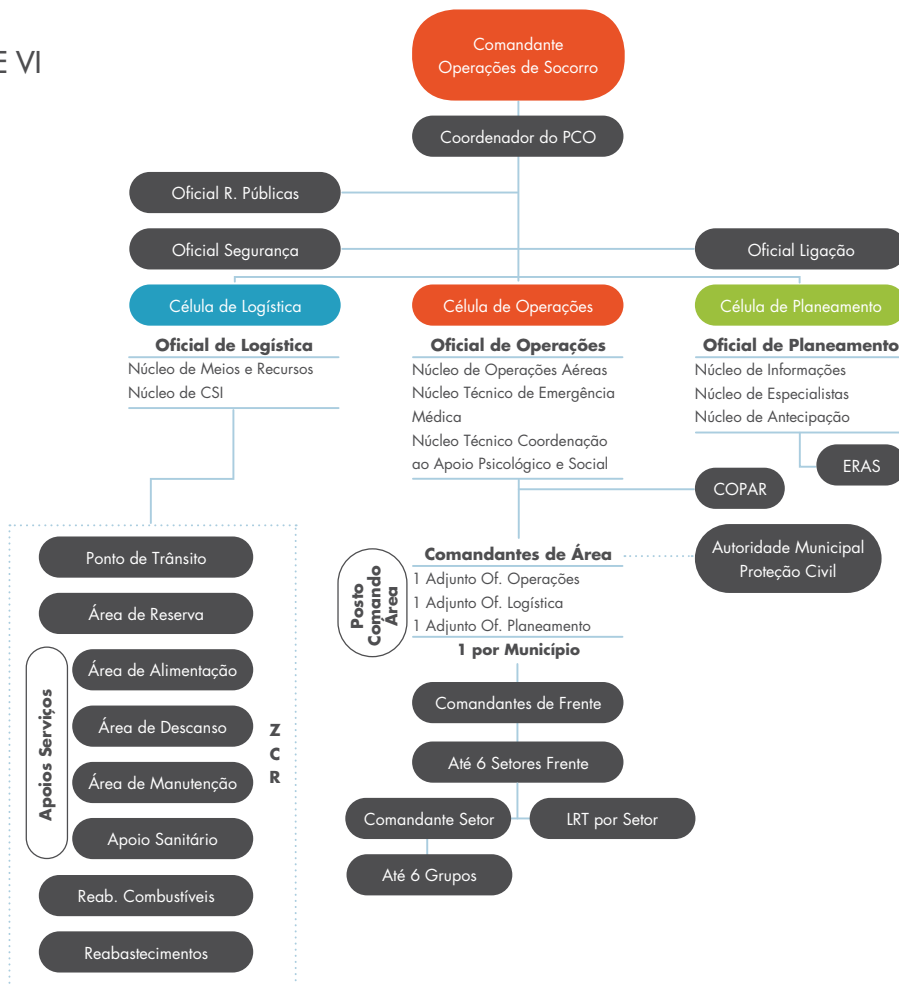 E VI
Comandante
Operações de Socorro
Coordenador do PCO
Oficial R. Públicas
Oficial Segurança
Oficial Ligação
Célula de Logística
Célula de Operações
Célula de Planeamento
Oficial de Logística
Núcleo de Meios e Recursos
Núcleo de CSI
Oficial de Operações
Núcleo de Operações Aéreas
Núcleo Técnico de Emergência
Médica
Núcleo Técnico Coordenação
ao Apoio Psicológico e Social
Oficial de Planeamento
Núcleo de Informações
Núcleo de Especialistas
Núcleo de Antecipação
ERAS
COPAR
Comandantes de Área
1 Adjunto Of. Operações
1 Adjunto Of. Logística
1 Adjunto Of. Planeamento
1 por Município
Posto
Comando
Área
Autoridade Municipal
Proteção Civil
Comandantes de Frente
Até 6 Setores Frente
Comandante Setor
LRT por Setor
Até 6 Grupos
Ponto de Trânsito
Área de Reserva
Apoios Serviços
Área de Alimentação
Área de Descanso
Área de Manutenção
Apoio Sanitário
Z
C
R
Reab. Combustíveis
Reabastecimentos